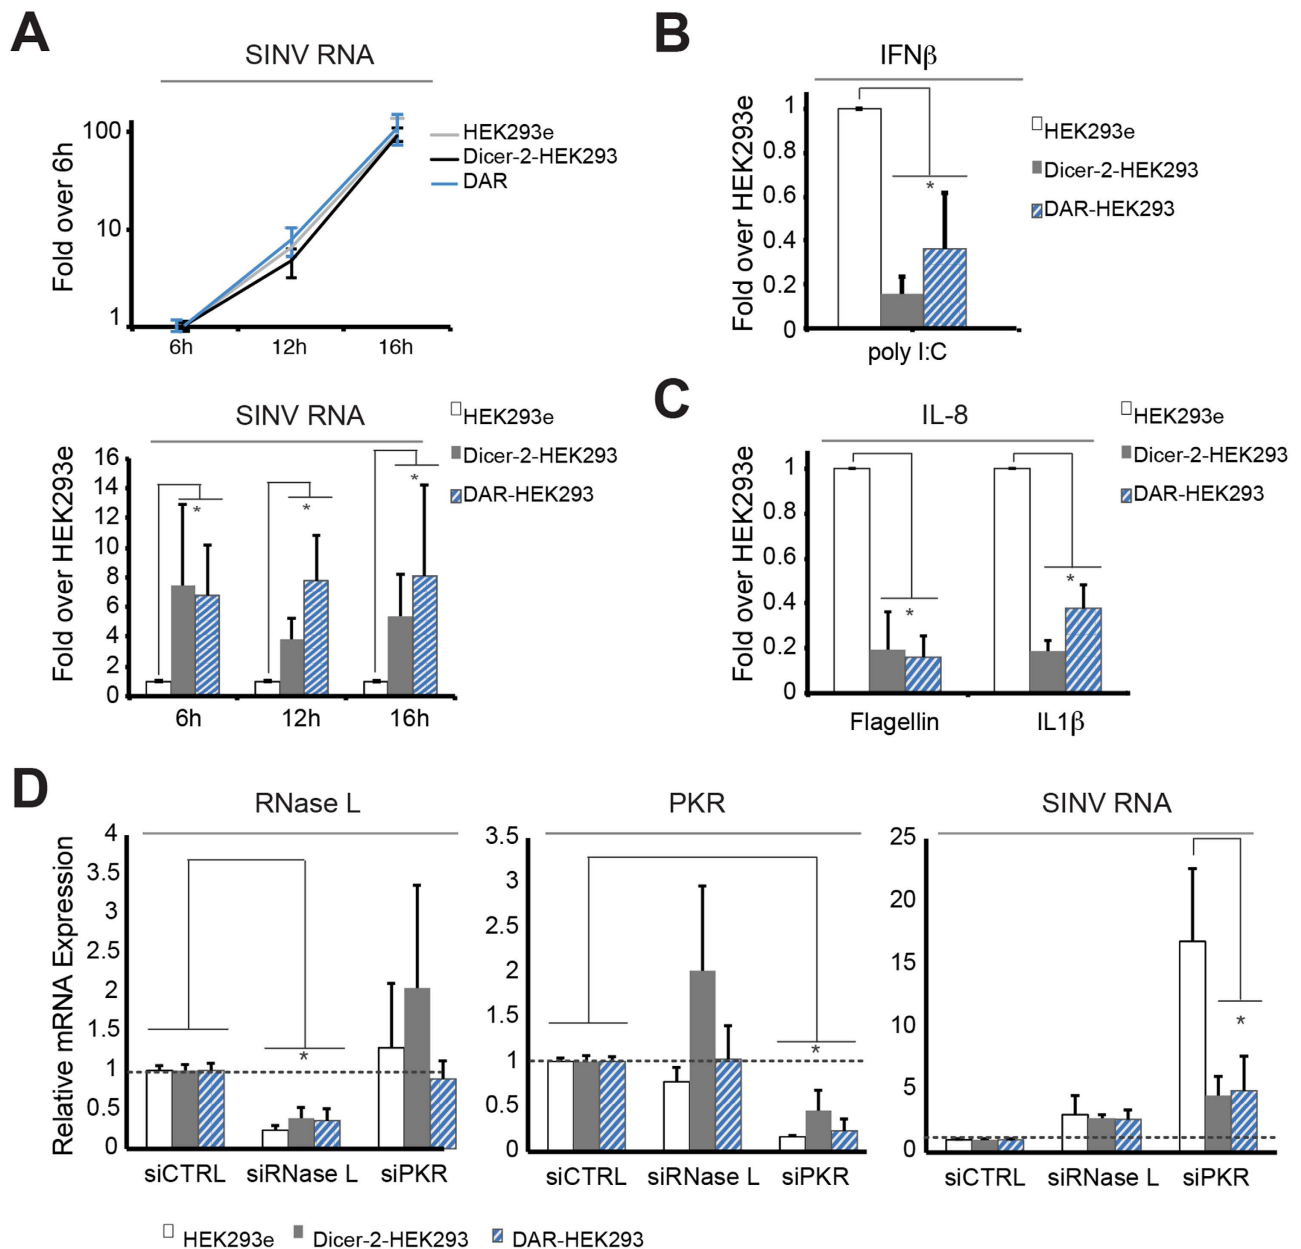 A
SINV RNA
Fold over 6h
100
10
1
6h 12h 16h
HEK293e
Dicer-2-HEK293
DAR
SINV RNA
Fold over HEK293e
16
14
12
10
8
6
4
2
0
* * *
6h 12h 16h
HEK293e
Dicer-2-HEK293
DAR-HEK293
B
IFNβ
Fold over HEK293e
1
0.8
0.6
0.4
0.2
0
*
poly I:C
HEK293e
Dicer-2-HEK293
DAR-HEK293
C
IL-8
Fold over HEK293e
1
0.8
0.6
0.4
0.2
0
* *
Flagellin IL1β
HEK293e
Dicer-2-HEK293
DAR-HEK293
D
RNase L
Relative mRNA Expression
4
3.5
3
2.5
2
1.5
1
0.5
0
*
siCTRL siRNase L siPKR
PKR
3.5
3
2.5
2
1.5
1
0.5
0
*
siCTRL siRNase L siPKR
SINV RNA
25
20
15
10
5
0
*
siCTRL siRNase L siPKR
HEK293e Dicer-2-HEK293 DAR-HEK293